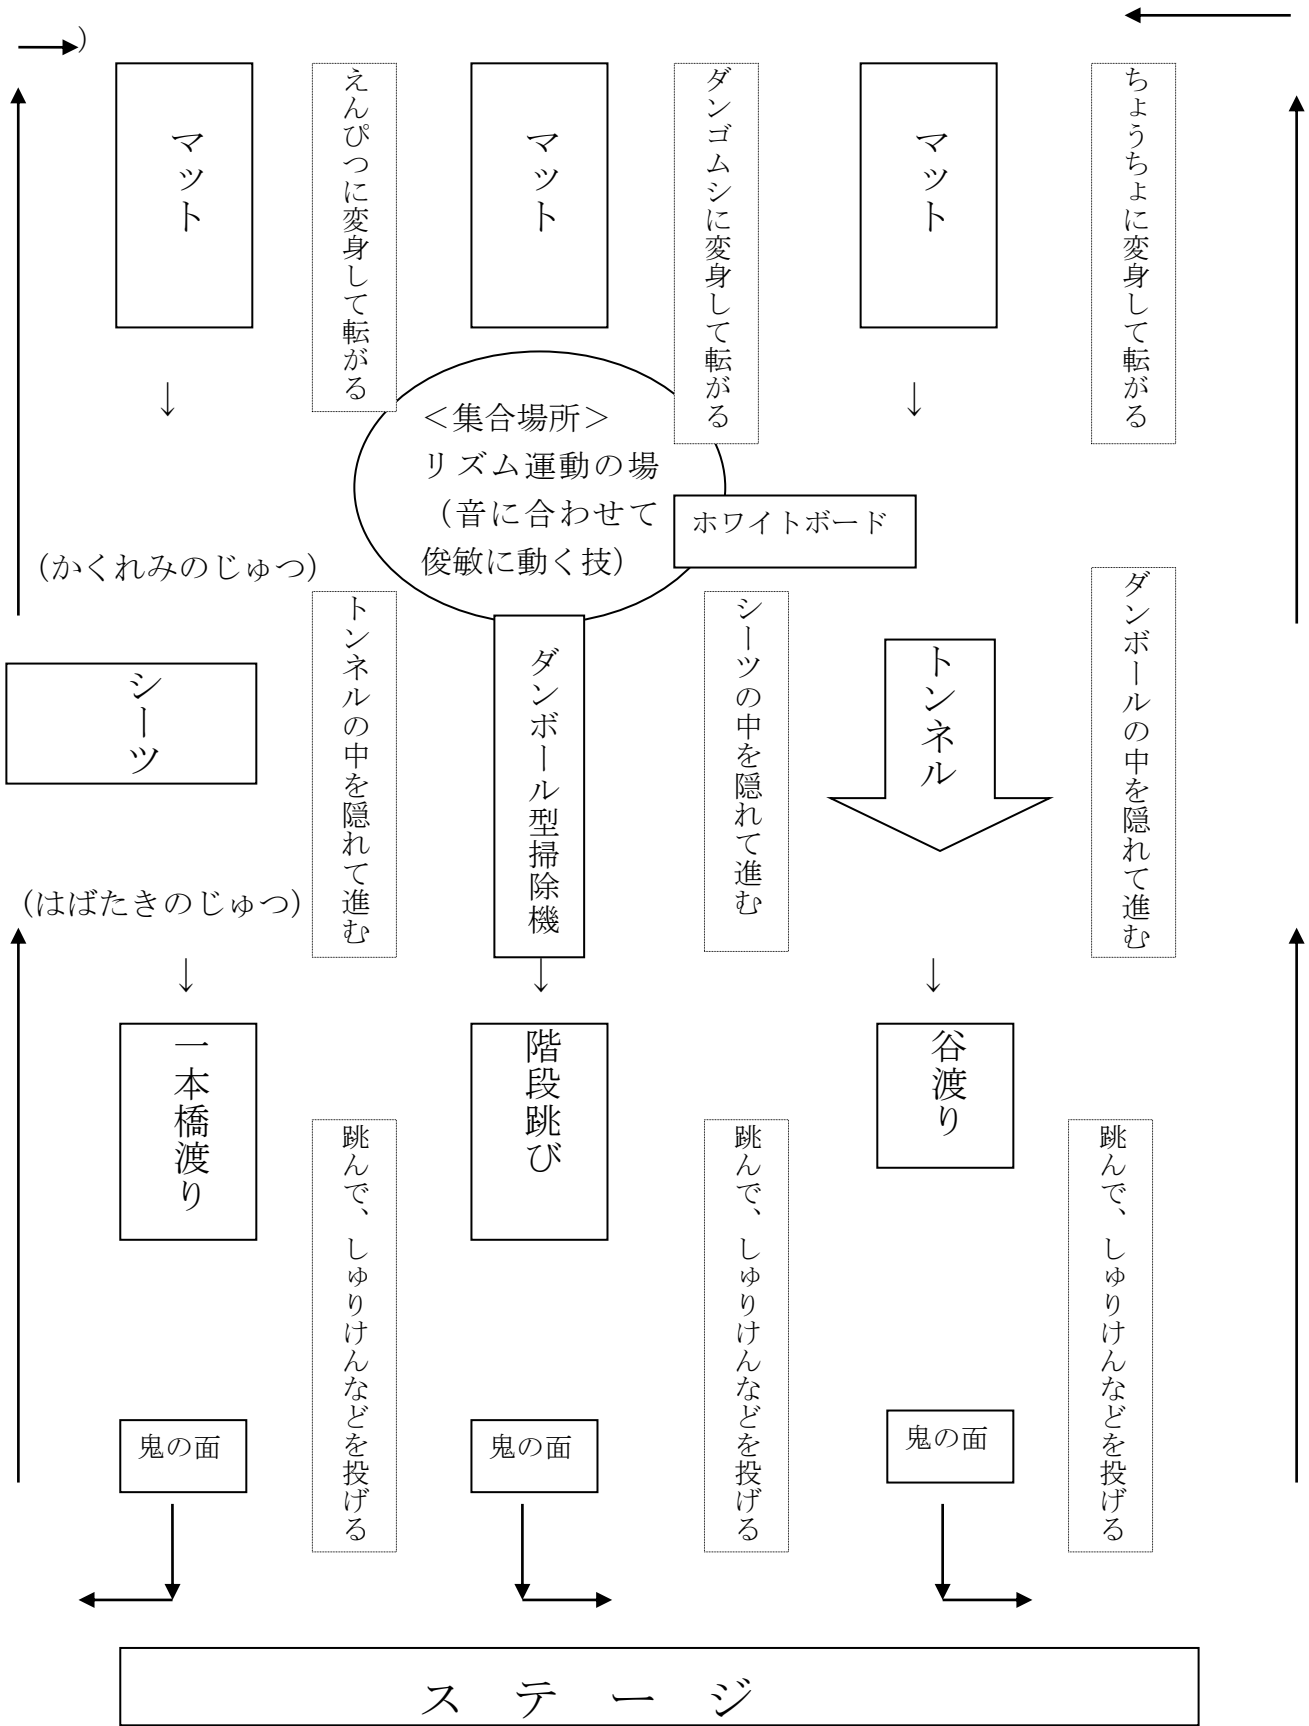 )
マット
えんぴつに変身して転がる
マット
ダンゴムシに変身して転がる
マット
ちょうちょに変身して転がる
↓
↓
＜集合場所＞
リズム運動の場
（音に合わせて
俊敏に動く技）
ホワイトボード
（かくれみのじゅつ）
シーツ
トンネルの中を隠れて進む
ダンボール型掃除機
シーツの中を隠れて進む
トンネル
ダンボールの中を隠れて進む
（はばたきのじゅつ）
↓
↓
↓
一本橋渡り
跳んで、しゅりけんなどを投げる
階段跳び
跳んで、しゅりけんなどを投げる
谷渡り
跳んで、しゅりけんなどを投げる
鬼の面
鬼の面
鬼の面
ステージ